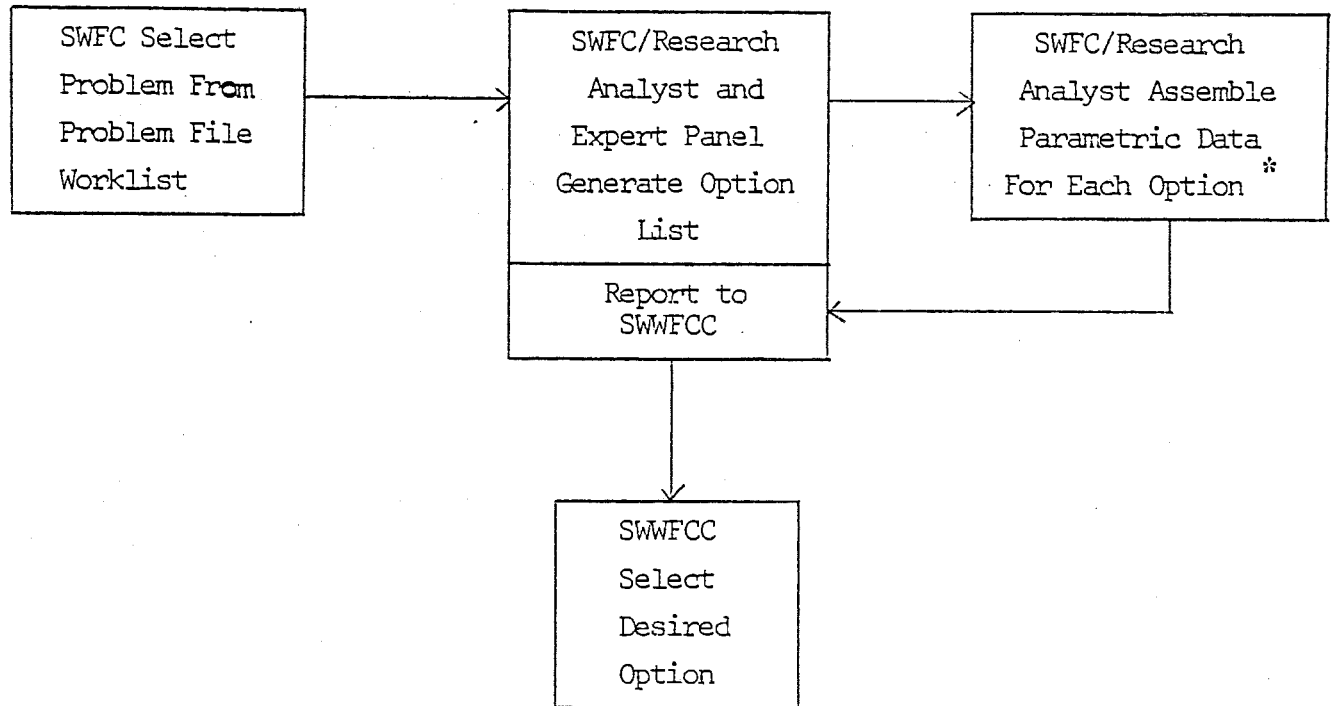 SWFC Select
Problem From
Problem File
Worklist
SWFC/Research
Analyst and
Expert Panel
Generate Option
List
Report to
SWWFCC
SWFC/Research
Analyst Assemble
Parametric Data
For Each Option *
SWWFCC
Select
Desired
Option